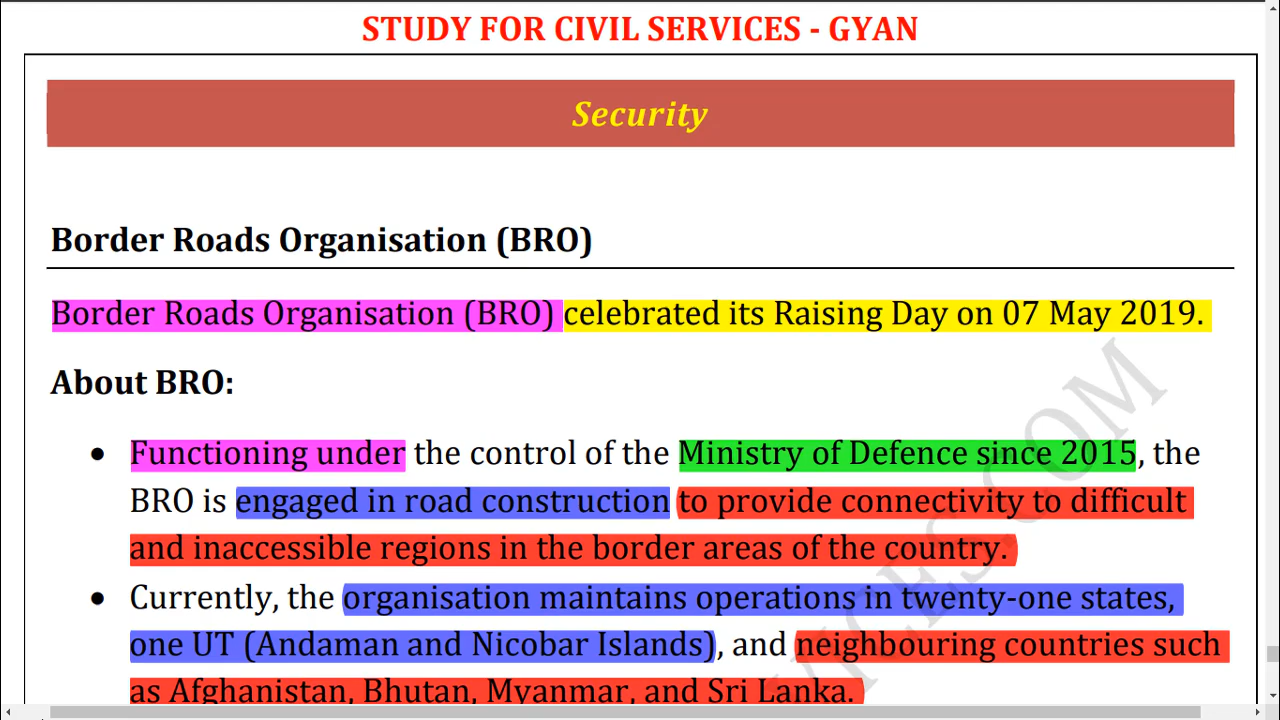 STUDY FOR CIVIL SERVICES - GYAN
Security
Border Roads Organisation (BRO)
Border Roads Organisation (BRO) celebrated its Raising Day on 07 May 2019.
About BRO:
• Functioning under the control of the Ministry of Defence since 2015, the
BRO is engaged in road construction to provide connectivity to difficult
and inaccessible regions in the border areas of the country.
• Currently, the organisation maintains operations in twenty-one states,
one UT (Andaman and Nicobar Islands), and neighbouring countries such
as Afghanistan, Bhutan, Myanmar, and Sri Lanka.
VICES.COM